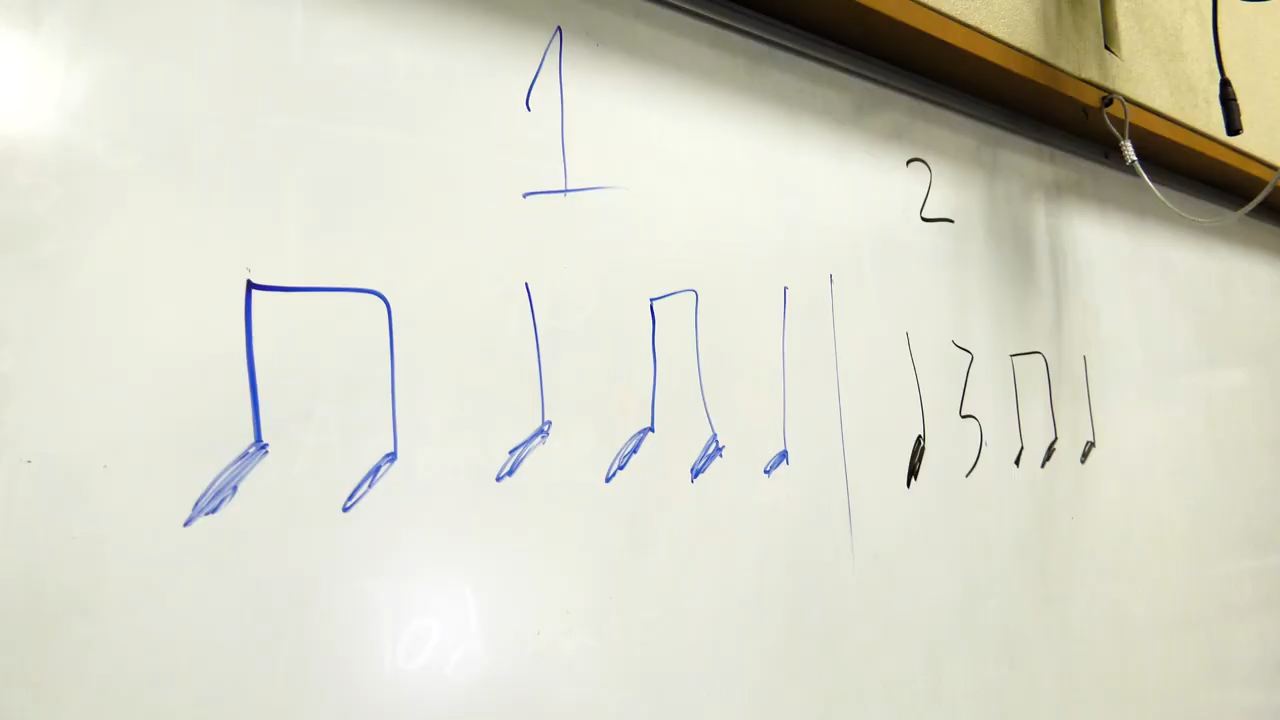 1
2
♫ ♩ ♫ ♩ | ♩ 𝄽 ♫ ♩